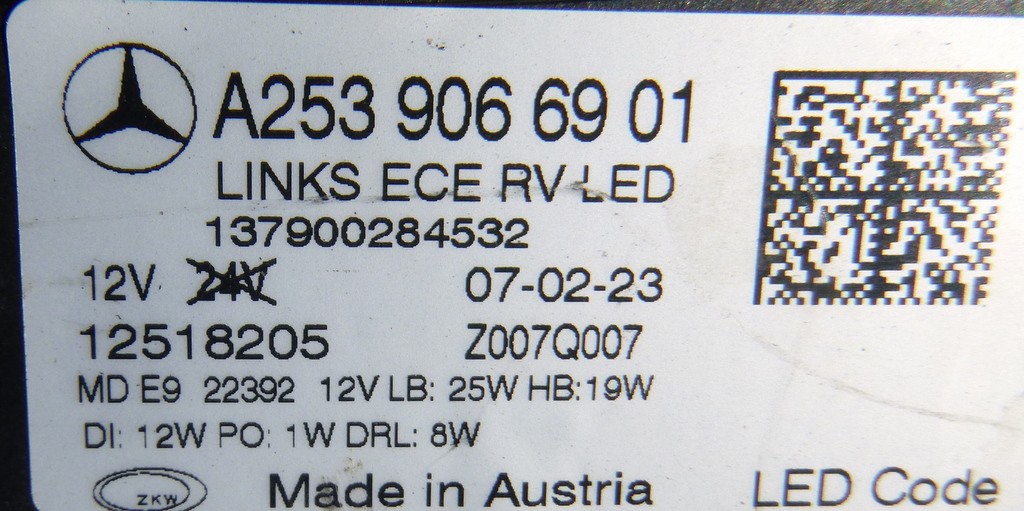 A253 906 69 01
LINKS ECE RV-LED
137900284532
12V 24V 07-02-23
12518205 Z007Q007
MD E9 22392 12V LB: 25W HB:19W
DI: 12W PO: 1W DRL: 8W
ZKW Made in Austria LED Code